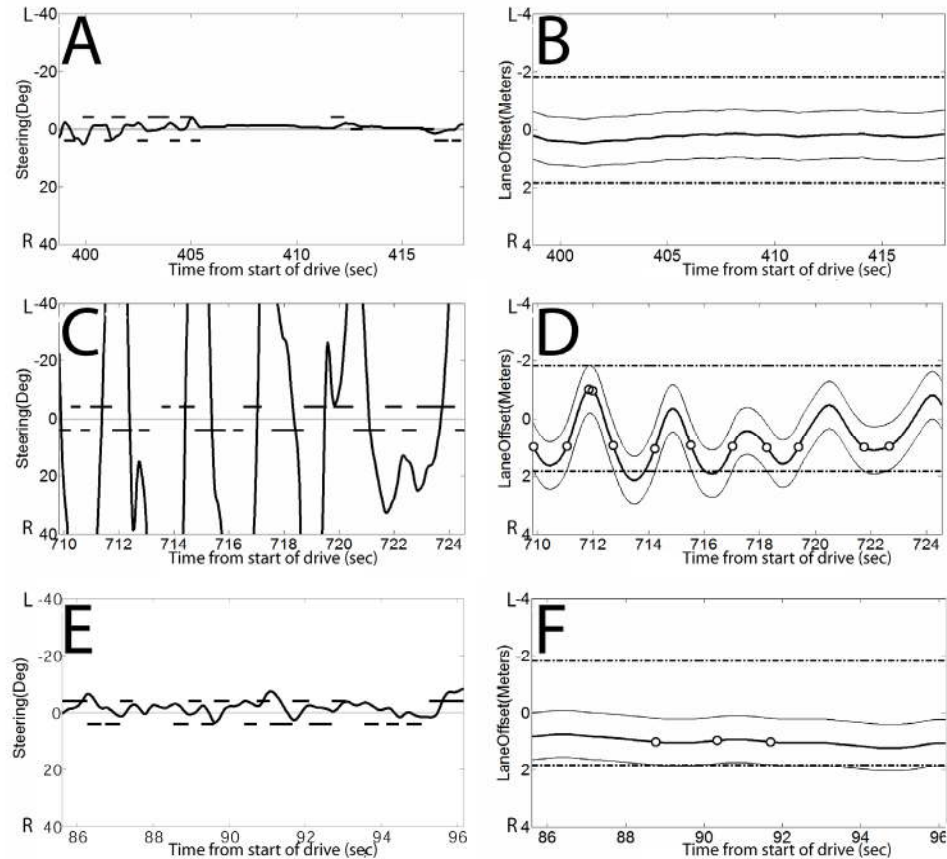 A
L-40
-20
0
20
R 40
Steering(Deg)
400 405 410 415
Time from start of drive (sec)
B
L-4
-2
0
2
R 4
LaneOffset(Meters)
400 405 410 415
Time from start of drive (sec)
C
L-40
-20
0
20
R 40
Steering(Deg)
710 712 714 716 718 720 722 724
Time from start of drive (sec)
D
L-4
-2
0
2
R 4
LaneOffset(Meters)
710 712 714 716 718 720 722 724
Time from start of drive (sec)
E
L -40
-20
0
20
R 40
Steering(Deg)
86 88 90 92 94 96
Time from start of drive (sec)
F
L-4
-2
0
2
R 4
LaneOffset(Meters)
86 88 90 92 94 96
Time from start of drive (sec)